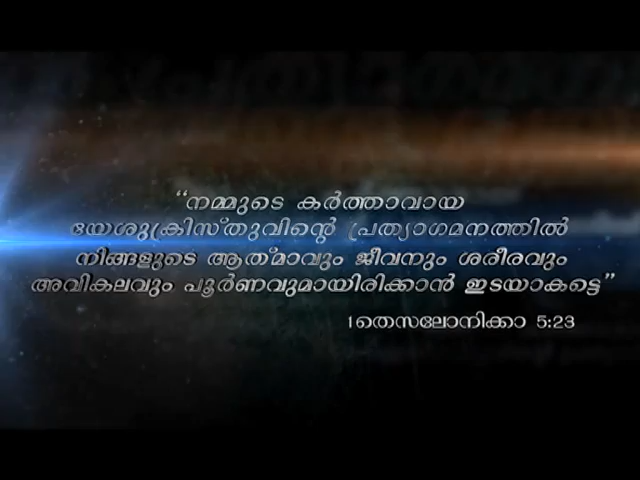 “നമ്മുടെ കർത്താവായ
യേശുക്രിസ്തുവിന്റെ പ്രത്യാഗമനത്തിൽ
നിങ്ങളുടെ ആത്മാവും ജീവനും ശരീരവും
അവികലവും പൂർണവുമായിരിക്കാൻ ഇടയാകട്ടെ”
1തെസലോനിക്കാ 5:23